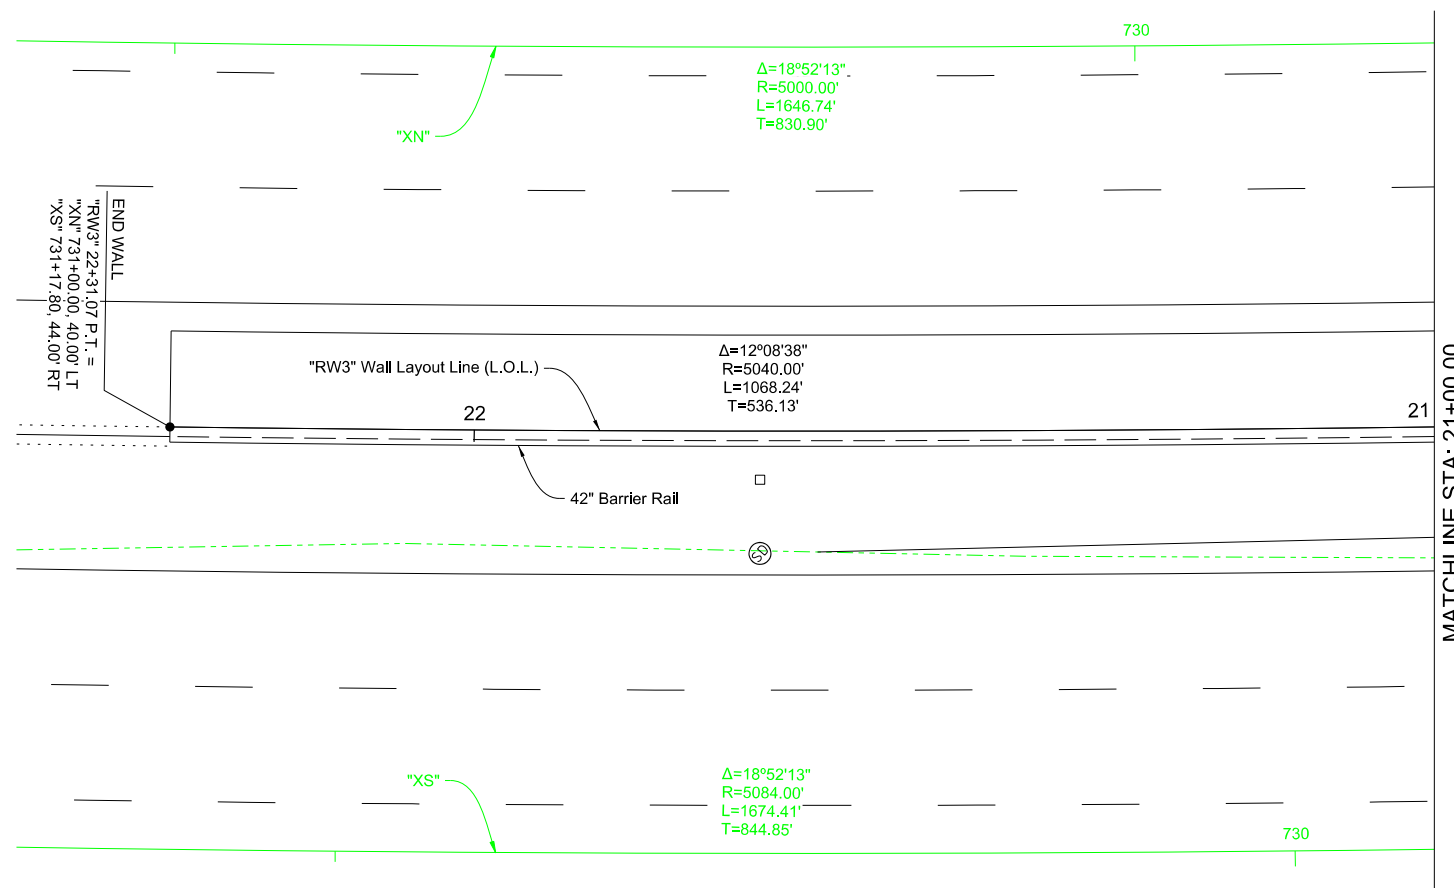 730
Δ=18º52'13"
R=5000.00'
L=1646.74'
T=830.90'
"XN"
END WALL
"RW3" 22+31.07 P.T. =
"XN" 731+00.00, 40.00' LT
"XS" 731+17.80, 44.00' RT
"RW3" Wall Layout Line (L.O.L.)
Δ=12º08'38"
R=5040.00'
L=1068.24'
T=536.13'
22
21
42" Barrier Rail
SD
MATCHLINE STA: 21+00.00
"XS"
Δ=18º52'13"
R=5084.00'
L=1674.41'
T=844.85'
730